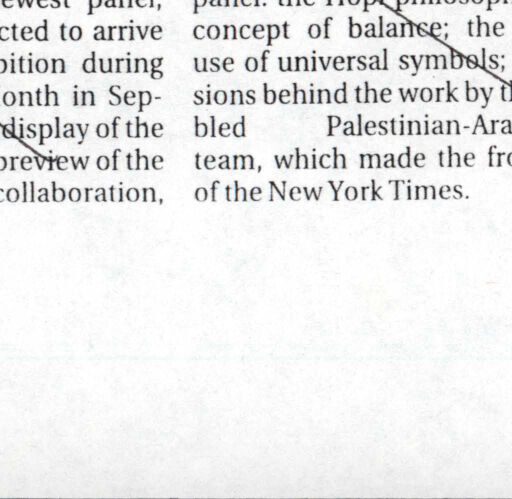 panel,
cted to arrive
bition during
onth in Sep-
display of the
preview of the
collaboration,
panel: the Hopi philosoph
concept of balance; the
use of universal symbols;
sions behind the work by th
bled Palestinian-Ara
team, which made the fro
of the New York Times.